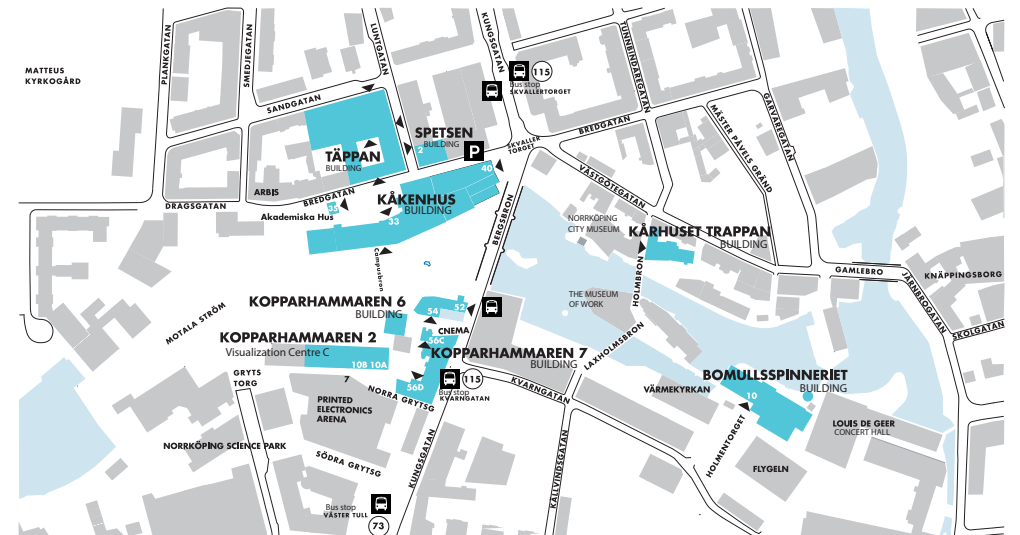 MATTEUS
KYRKOGÅRD
PLANKGATAN
SMEDJEGATAN
LUNTGATAN
KUNGSGATAN
TUNNBINDAREGATAN
GARVAREGATAN
115
Bus stop
SKVALLERTORGET
SANDGATAN
BREDGATAN
MÄSTER PÅVELS GRÄND
SPETSEN
BUILDING
2
P
SKVALLER
TORGET
TÄPPAN
BUILDING
40
VÄSTGÖTEGATAN
ARBIS
BREDGATAN
DRAGSGATAN
Akademiska Hus
35
33
KÅKENHUS
BUILDING
BERGSBRON
NORRKÖPING
CITY MUSEUM
KÅRHUSET TRAPPAN
BUILDING
Campusbron
HOLMBRON
GAMLEBRO
KNÄPPINGSBORG
JÄRNBROGATAN
SKOLGATAN
THE MUSEUM
OF WORK
MOTALA STRÖM
KOPPARHAMMAREN 6
BUILDING
54
52
CNEMA
LAXHOLMSBRON
KOPPARHAMMAREN 2
Visualization Centre C
56C
KOPPARHAMMAREN 7
BUILDING
10B 10A
GRYTS
TORG
7
NORRA GRYTSG
56D
115
Bus stop
KVARNGATAN
KVARNGATAN
VÄRMEKYRKAN
BOMULLSSPINNERIET
BUILDING
10
PRINTED
ELECTRONICS
ARENA
HOLMENTORGET
LOUIS DE GEER
CONCERT HALL
NORRKÖPING SCIENCE PARK
SÖDRA GRYTSG
KUNGSGATAN
KÄLLVINDSGATAN
FLYGELN
Bus stop
VÄSTER TULL
73